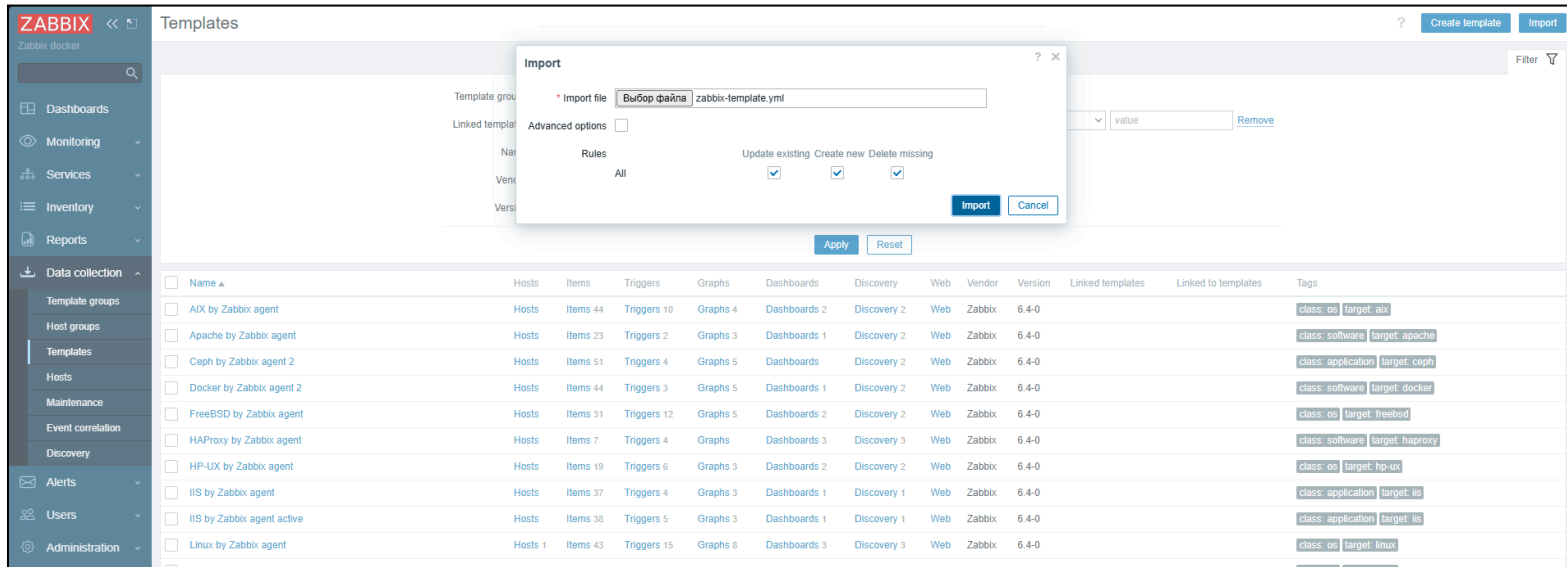 ZABBIX
Templates
? Create template Import
Zabbix docker
Filter
Import ? ×
Template grou
* Import file Выбор файла zabbix-template.yml
Linked templat
Advanced options
value Remove
Nar
Rules Update existing Create new Delete missing
All
Vend
Versi
Import Cancel
Apply Reset
Dashboards
Monitoring
Services
Inventory
Reports
Data collection
Template groups
Host groups
Templates
Hosts
Maintenance
Event correlation
Discovery
Alerts
Users
Administration
Name Hosts Items Triggers Graphs Dashboards Discovery Web Vendor Version Linked templates Linked to templates Tags
AIX by Zabbix agent Hosts Items 44 Triggers 10 Graphs 4 Dashboards 2 Discovery 2 Web Zabbix 6.4-0 class: os target: aix
Apache by Zabbix agent Hosts Items 23 Triggers 2 Graphs 3 Dashboards 1 Discovery 2 Web Zabbix 6.4-0 class: software target: apache
Ceph by Zabbix agent 2 Hosts Items 51 Triggers 4 Graphs 5 Dashboards Discovery 2 Web Zabbix 6.4-0 class: application target: ceph
Docker by Zabbix agent 2 Hosts Items 44 Triggers 3 Graphs 5 Dashboards 1 Discovery 2 Web Zabbix 6.4-0 class: software target: docker
FreeBSD by Zabbix agent Hosts Items 31 Triggers 12 Graphs 5 Dashboards 2 Discovery 2 Web Zabbix 6.4-0 class: os target: freebsd
HAProxy by Zabbix agent Hosts Items 7 Triggers 4 Graphs Dashboards 3 Discovery 3 Web Zabbix 6.4-0 class: software target: haproxy
HP-UX by Zabbix agent Hosts Items 19 Triggers 6 Graphs 3 Dashboards 2 Discovery 2 Web Zabbix 6.4-0 class: os target: hp-ux
IIS by Zabbix agent Hosts Items 37 Triggers 4 Graphs 3 Dashboards 1 Discovery 1 Web Zabbix 6.4-0 class: application target: iis
IIS by Zabbix agent active Hosts Items 38 Triggers 5 Graphs 3 Dashboards 1 Discovery 1 Web Zabbix 6.4-0 class: application target: iis
Linux by Zabbix agent Hosts 1 Items 43 Triggers 15 Graphs 8 Dashboards 3 Discovery 3 Web Zabbix 6.4-0 class: os target: linux